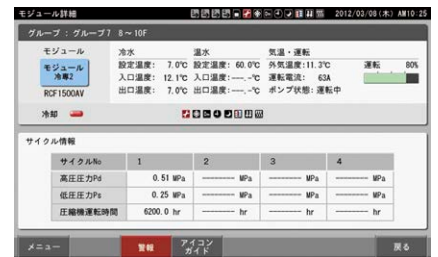 モジュール詳細 2012/03/08(木) AM10:25
グループ : グループ7 8～10F
モジュール 冷水 温水 気温・運転
モジュール
冷専2
RCF1500AV
設定温度: 7.0℃ 設定温度: 60.0℃ 外気温度:11.3℃ 運転 80%
入口温度: 12.1℃ 入口温度:---.-℃ 運転電流: 63A
出口温度: 7.0℃ 出口温度:---.-℃ ポンプ状態: 運転中
冷却
サイクル情報
サイクルNo 1 2 3 4
高圧圧力Pd 0.51 MPa -------- MPa -------- MPa -------- MPa
低圧圧力Ps 0.25 MPa -------- MPa -------- MPa -------- MPa
圧縮機運転時間 6200.0 hr -------- hr -------- hr -------- hr
メニュー 警報 アイコン
ガイド 戻る